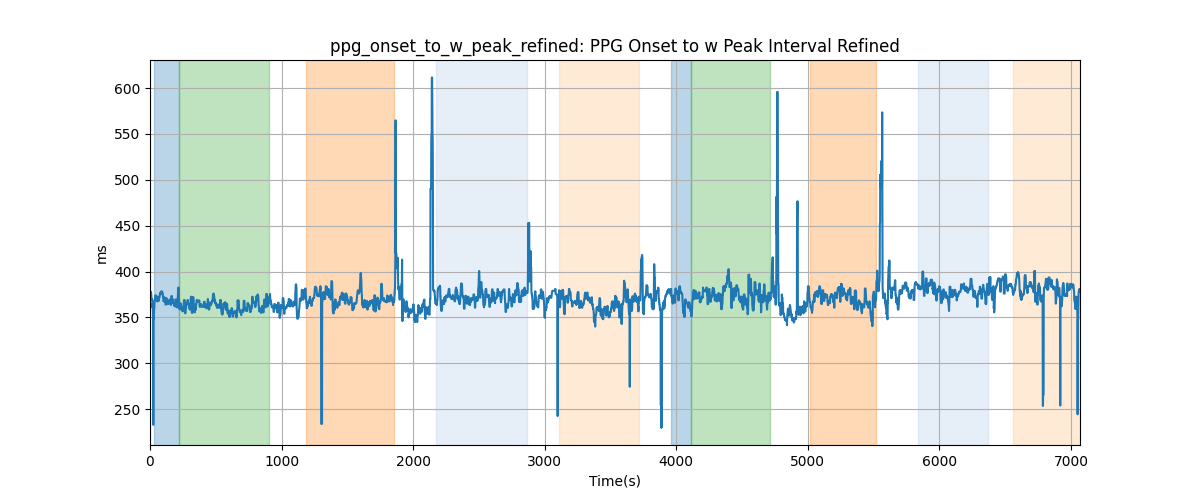 ppg_onset_to_w_peak_refined: PPG Onset to w Peak Interval Refined
600
550
500
450
400
350
300
250
ms
0 1000 2000 3000 4000 5000 6000 7000
Time(s)